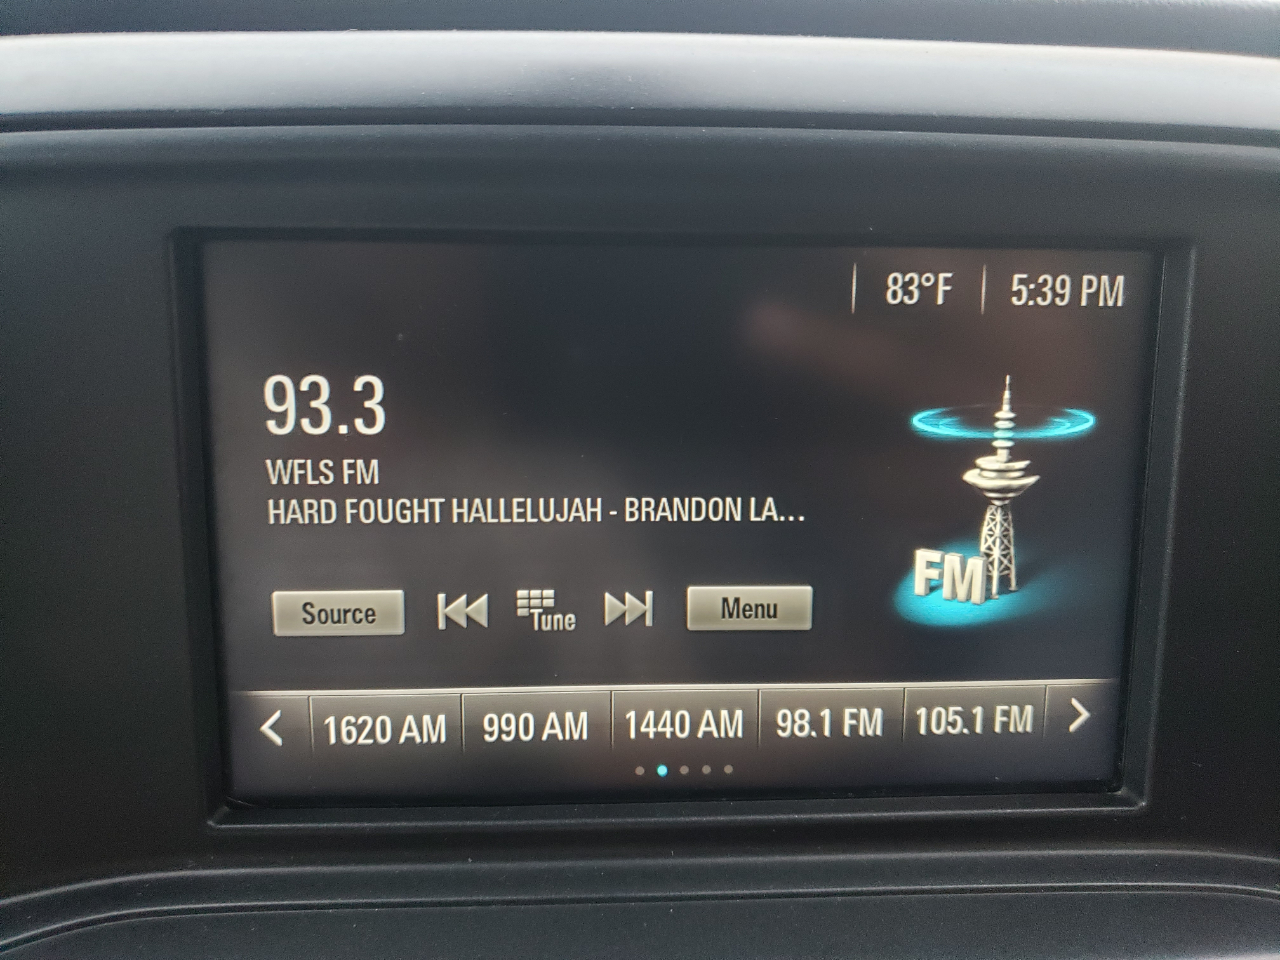 83°F 5:39 PM
93.3
WFLS FM
HARD FOUGHT HALLELUJAH - BRANDON LA...
FM
Source Tune Menu
1620 AM 990 AM 1440 AM 98.1 FM 105.1 FM